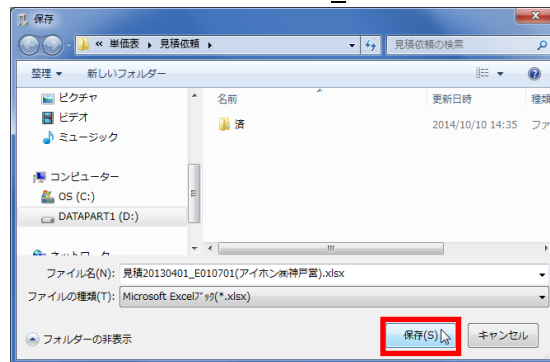 保存
« 単価表 ▸ 見積依頼 ▸ 見積依頼の検索
整理 ▼ 新しいフォルダー
ピクチャ
ビデオ
ミュージック
コンピューター
OS (C:)
DATAPART1 (D:)
名前 更新日時 種類
済 2014/10/10 14:35 ファ
ファイル名(N): 見積20130401_E010701(アイホン㈱神戸営).xlsx
ファイルの種類(T): Microsoft Excelﾌﾞｯｸ(*.xlsx)
フォルダーの非表示 保存(S) キャンセル